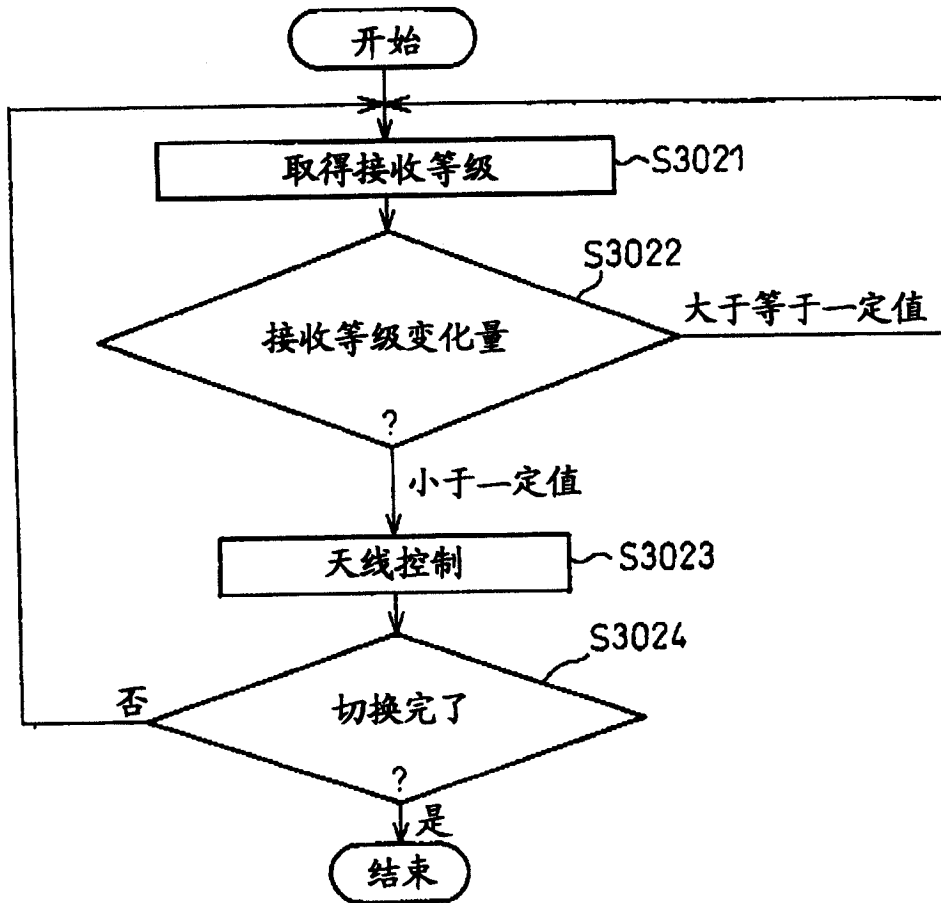 开始
取得接收等级
S3021
S3022
接收等级变化量
?
大于等于一定值
小于一定值
天线控制
S3023
S3024
切换完了
?
否
是
结束